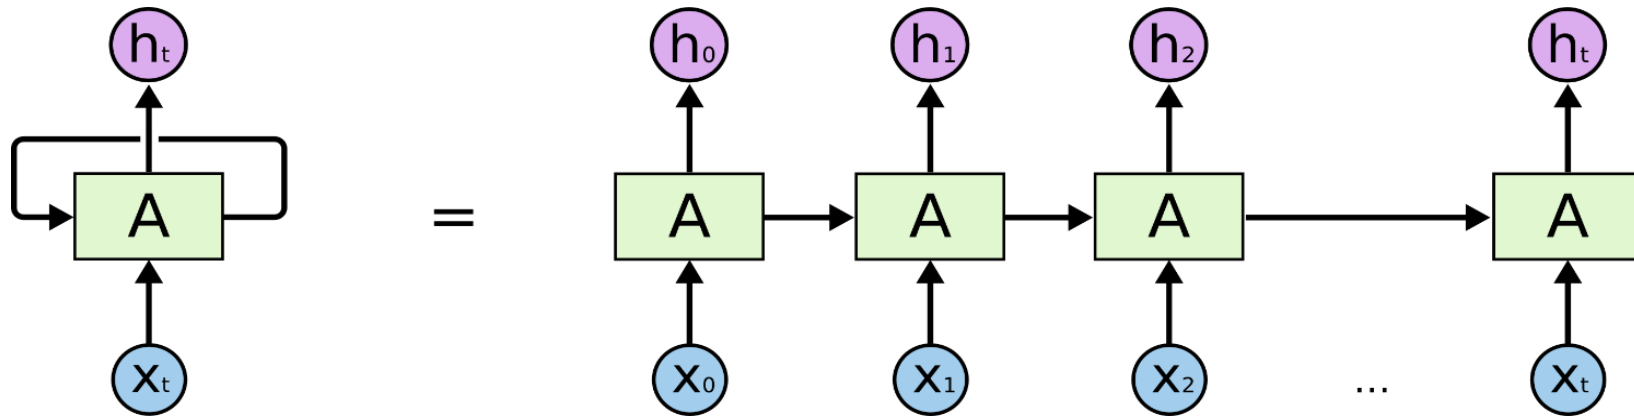 hₜ h₀ h₁ h₂ hₜ
A = A A A A
xₜ x₀ x₁ x₂ ... xₜ